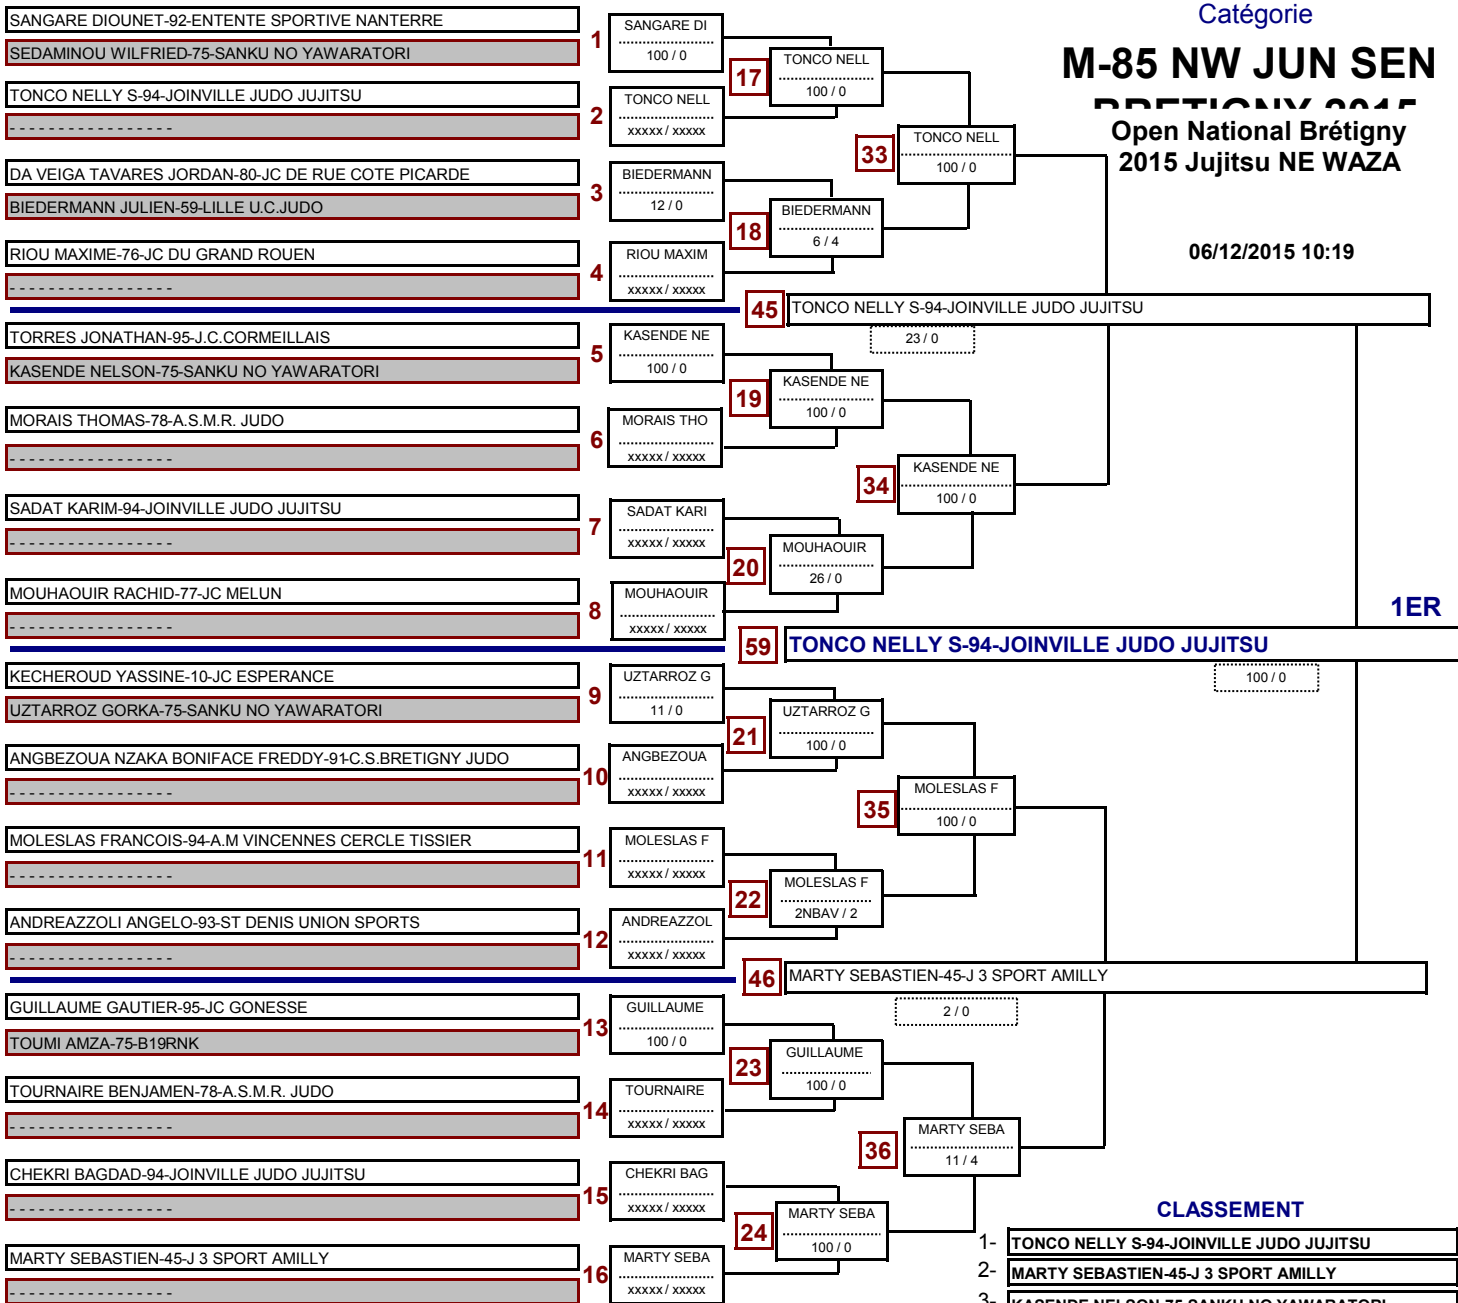 Catégorie
M-85 NW JUN SEN
BRETIGNY 2015
Open National Brétigny
2015 Jujitsu NE WAZA
06/12/2015 10:19
SANGARE DIOUNET-92-ENTENTE SPORTIVE NANTERRE
SEDAMINOU WILFRIED-75-SANKU NO YAWARATORI
1
SANGARE DI
100 / 0
TONCO NELLY S-94-JOINVILLE JUDO JUJITSU
- - - - - - - - - - - - - - - - -
2
TONCO NELL
xxxxx / xxxxx
17
TONCO NELL
100 / 0
DA VEIGA TAVARES JORDAN-80-JC DE RUE COTE PICARDE
BIEDERMANN JULIEN-59-LILLE U.C.JUDO
3
BIEDERMANN
12 / 0
RIOU MAXIME-76-JC DU GRAND ROUEN
- - - - - - - - - - - - - - - - -
4
RIOU MAXIM
xxxxx / xxxxx
18
BIEDERMANN
6 / 4
33
TONCO NELL
100 / 0
45
TONCO NELLY S-94-JOINVILLE JUDO JUJITSU
23 / 0
TORRES JONATHAN-95-J.C.CORMEILLAIS
KASENDE NELSON-75-SANKU NO YAWARATORI
5
KASENDE NE
100 / 0
MORAIS THOMAS-78-A.S.M.R. JUDO
- - - - - - - - - - - - - - - - -
6
MORAIS THO
xxxxx / xxxxx
19
KASENDE NE
100 / 0
SADAT KARIM-94-JOINVILLE JUDO JUJITSU
- - - - - - - - - - - - - - - - -
7
SADAT KARI
xxxxx / xxxxx
MOUHAOUIR RACHID-77-JC MELUN
- - - - - - - - - - - - - - - - -
8
MOUHAOUIR
xxxxx / xxxxx
20
MOUHAOUIR
26 / 0
34
KASENDE NE
100 / 0
1ER
59
TONCO NELLY S-94-JOINVILLE JUDO JUJITSU
100 / 0
KECHEROUD YASSINE-10-JC ESPERANCE
UZTARROZ GORKA-75-SANKU NO YAWARATORI
9
UZTARROZ G
11 / 0
ANGBEZOUA NZAKA BONIFACE FREDDY-91-C.S.BRETIGNY JUDO
- - - - - - - - - - - - - - - - -
10
ANGBEZOUA
xxxxx / xxxxx
21
UZTARROZ G
100 / 0
MOLESLAS FRANCOIS-94-A.M VINCENNES CERCLE TISSIER
- - - - - - - - - - - - - - - - -
11
MOLESLAS F
xxxxx / xxxxx
ANDREAZZOLI ANGELO-93-ST DENIS UNION SPORTS
- - - - - - - - - - - - - - - - -
12
ANDREAZZOL
xxxxx / xxxxx
22
MOLESLAS F
2NBAV / 2
35
MOLESLAS F
100 / 0
46
MARTY SEBASTIEN-45-J 3 SPORT AMILLY
2 / 0
GUILLAUME GAUTIER-95-JC GONESSE
TOUMI AMZA-75-B19RNK
13
GUILLAUME
100 / 0
TOURNAIRE BENJAMEN-78-A.S.M.R. JUDO
- - - - - - - - - - - - - - - - -
14
TOURNAIRE
xxxxx / xxxxx
23
GUILLAUME
100 / 0
CHEKRI BAGDAD-94-JOINVILLE JUDO JUJITSU
- - - - - - - - - - - - - - - - -
15
CHEKRI BAG
xxxxx / xxxxx
MARTY SEBASTIEN-45-J 3 SPORT AMILLY
- - - - - - - - - - - - - - - - -
16
MARTY SEBA
xxxxx / xxxxx
24
MARTY SEBA
100 / 0
36
MARTY SEBA
11 / 4
CLASSEMENT
1- TONCO NELLY S-94-JOINVILLE JUDO JUJITSU
2- MARTY SEBASTIEN-45-J 3 SPORT AMILLY
3- KASENDE NELSON-75-SANKU NO YAWARATORI